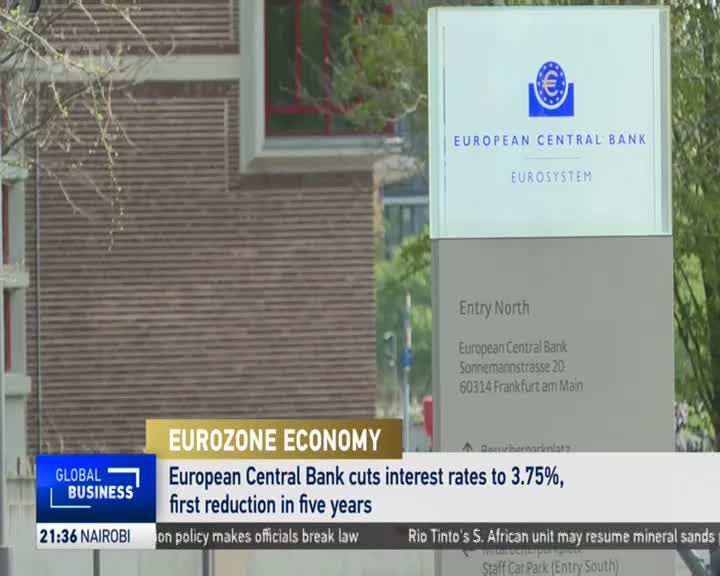 EUROPEAN CENTRAL BANK
EUROSYSTEM
Entry North
European Central Bank
Sonnemannstrasse 20
60314 Frankfurt am Main
Besucherparkplatz
EUROZONE ECONOMY
GLOBAL
BUSINESS
European Central Bank cuts interest rates to 3.75%,
first reduction in five years
21:36 NAIROBI
policy makes officials break law
Rio Tinto's S. African unit may resume mineral sands
Staff Car Park (Entry South)